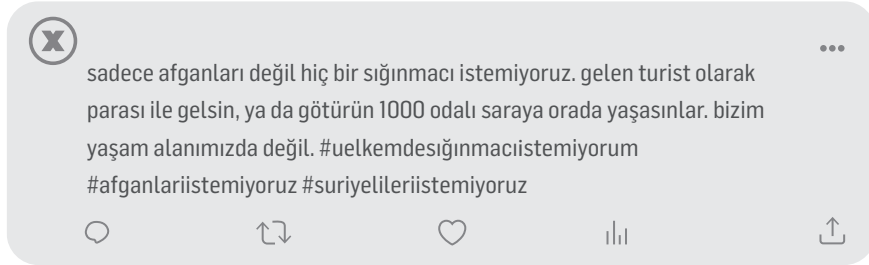 X
sadece afganları değil hiç bir sığınmacı istemiyoruz. gelen turist olarak
parası ile gelsin, ya da götürün 1000 odalı saraya orada yaşasınlar. bizim
yaşam alanımızda değil. #uelkemdesığınmacıistemiyorum
#afganlariistemiyoruz #suriyelileriistemiyoruz